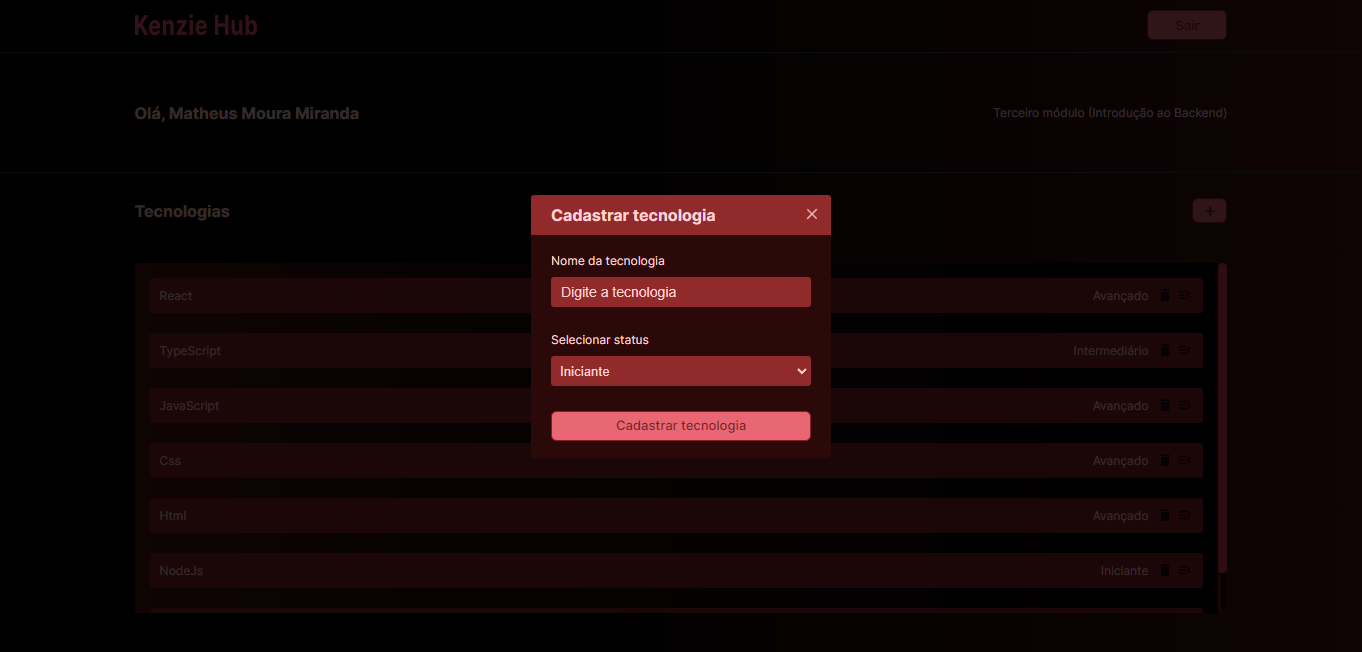 Kenzie Hub
Sair
Olá, Matheus Moura Miranda
Terceiro módulo (Introdução ao Backend)
Tecnologias
+
Cadastrar tecnologia
Nome da tecnologia
Digite a tecnologia
Selecionar status
Iniciante
Cadastrar tecnologia
React Avançado
TypeScript Intermediário
JavaScript Avançado
Css Avançado
Html Avançado
NodeJs Iniciante